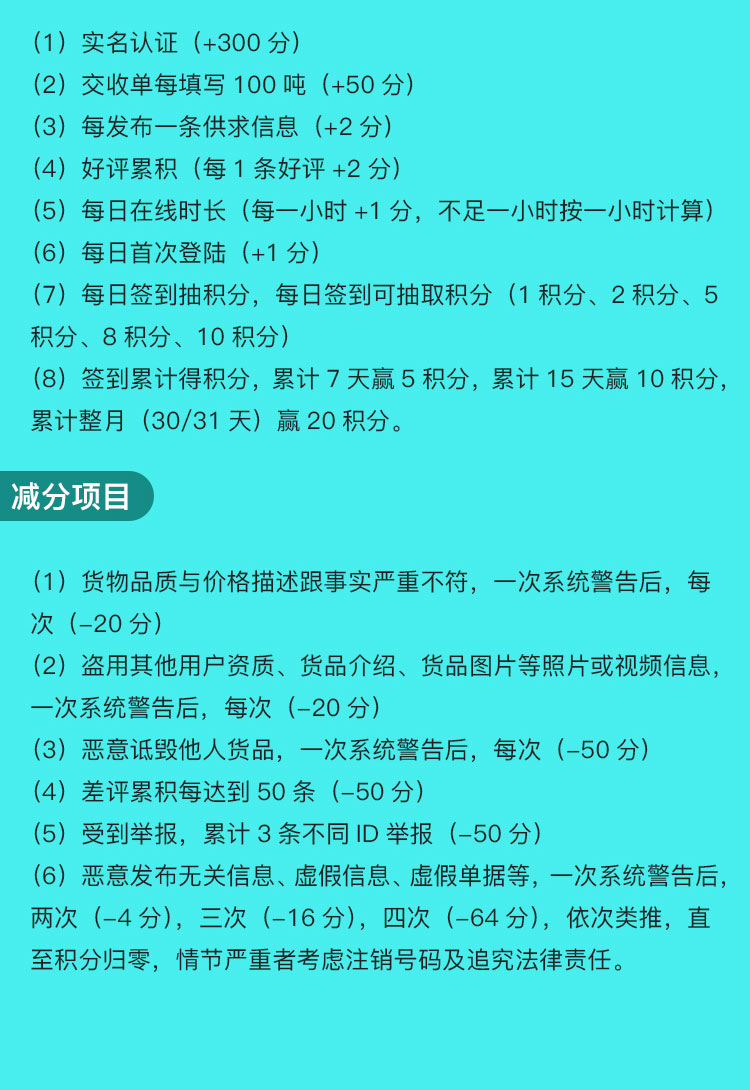 （1）实名认证（+300 分）
（2）交收单每填写 100 吨（+50 分）
（3）每发布一条供求信息（+2 分）
（4）好评累积（每 1 条好评 +2 分）
（5）每日在线时长（每一小时 +1 分，不足一小时按一小时计算）
（6）每日首次登陆（+1 分）
（7）每日签到抽积分，每日签到可抽取积分（1 积分、2 积分、5
积分、8 积分、10 积分）
（8）签到累计得积分，累计 7 天赢 5 积分，累计 15 天赢 10 积分，
累计整月（30/31 天）赢 20 积分。
减分项目
（1）货物品质与价格描述跟事实严重不符，一次系统警告后，每
次（–20 分）
（2）盗用其他用户资质、货品介绍、货品图片等照片或视频信息，
一次系统警告后，每次（–20 分）
（3）恶意诋毁他人货品，一次系统警告后，每次（–50 分）
（4）差评累积每达到 50 条（–50 分）
（5）受到举报，累计 3 条不同 ID 举报（–50 分）
（6）恶意发布无关信息、虚假信息、虚假单据等，一次系统警告后，
两次（–4 分），三次（–16 分），四次（–64 分），依次类推，直
至积分归零，情节严重者考虑注销号码及追究法律责任。